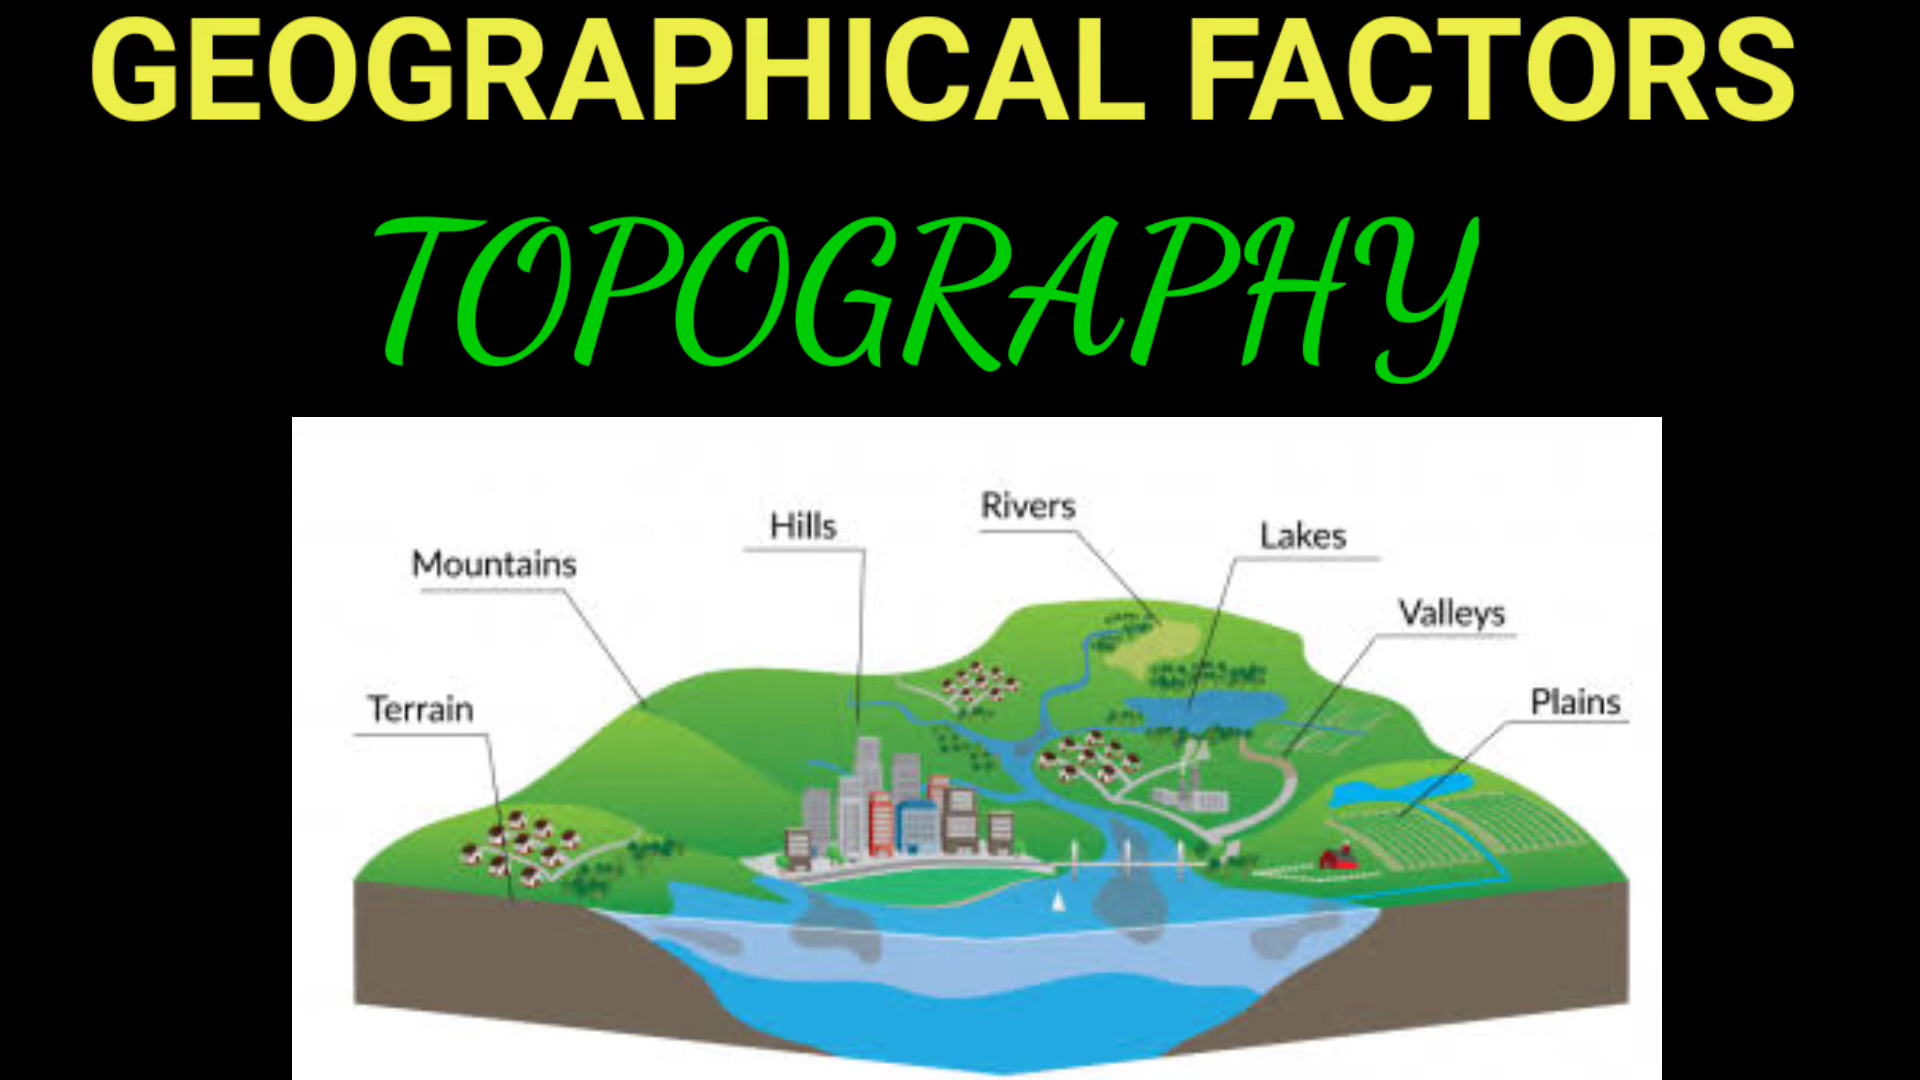 GEOGRAPHICAL FACTORS
TOPOGRAPHY
Rivers
Hills
Lakes
Mountains
Valleys
Plains
Terrain